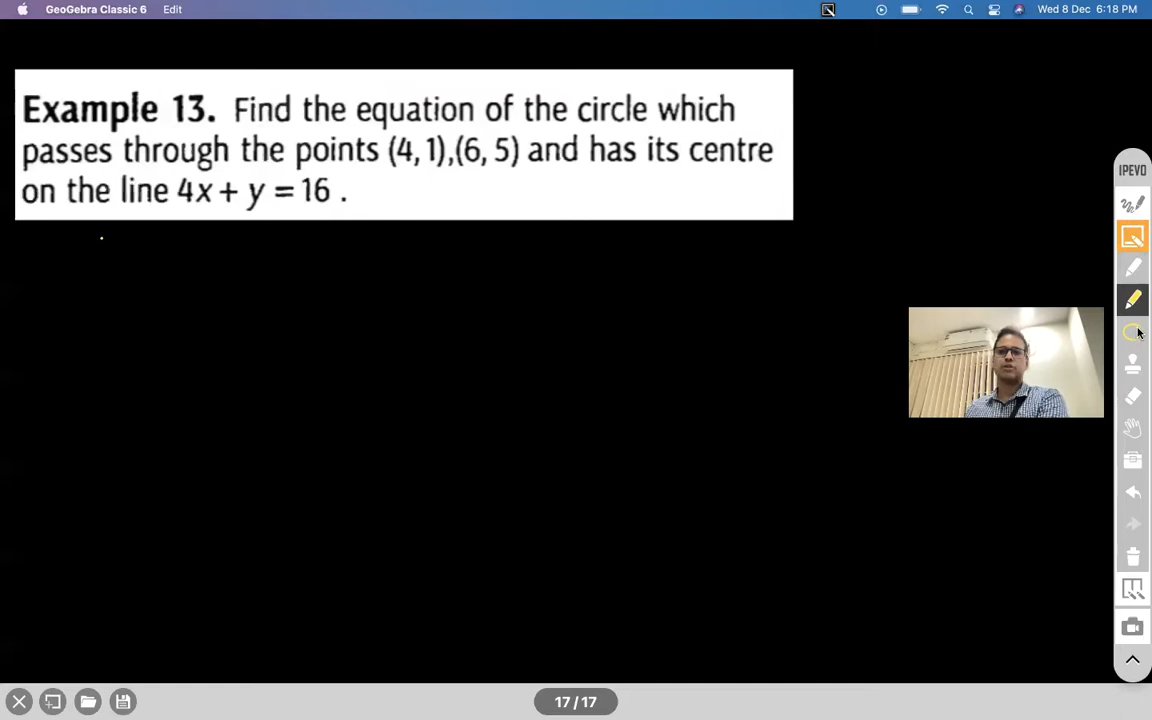 GeoGebra Classic 6 Edit Wed 8 Dec 6:18 PM
Example 13. Find the equation of the circle which
passes through the points (4, 1),(6, 5) and has its centre
on the line 4x + y = 16 .
IPEVO
17 / 17